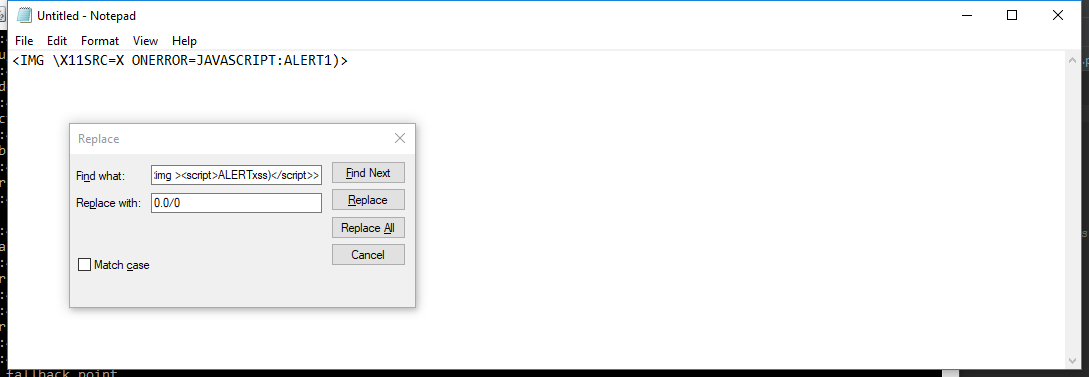 Untitled - Notepad
File Edit Format View Help
<IMG \X11SRC=X ONERROR=JAVASCRIPT:ALERT1)>
Replace
Find what: :img ><script>ALERTxss)</script>> Find Next
Replace with: 0.0/0 Replace
Replace All
Cancel
Match case
fallback point